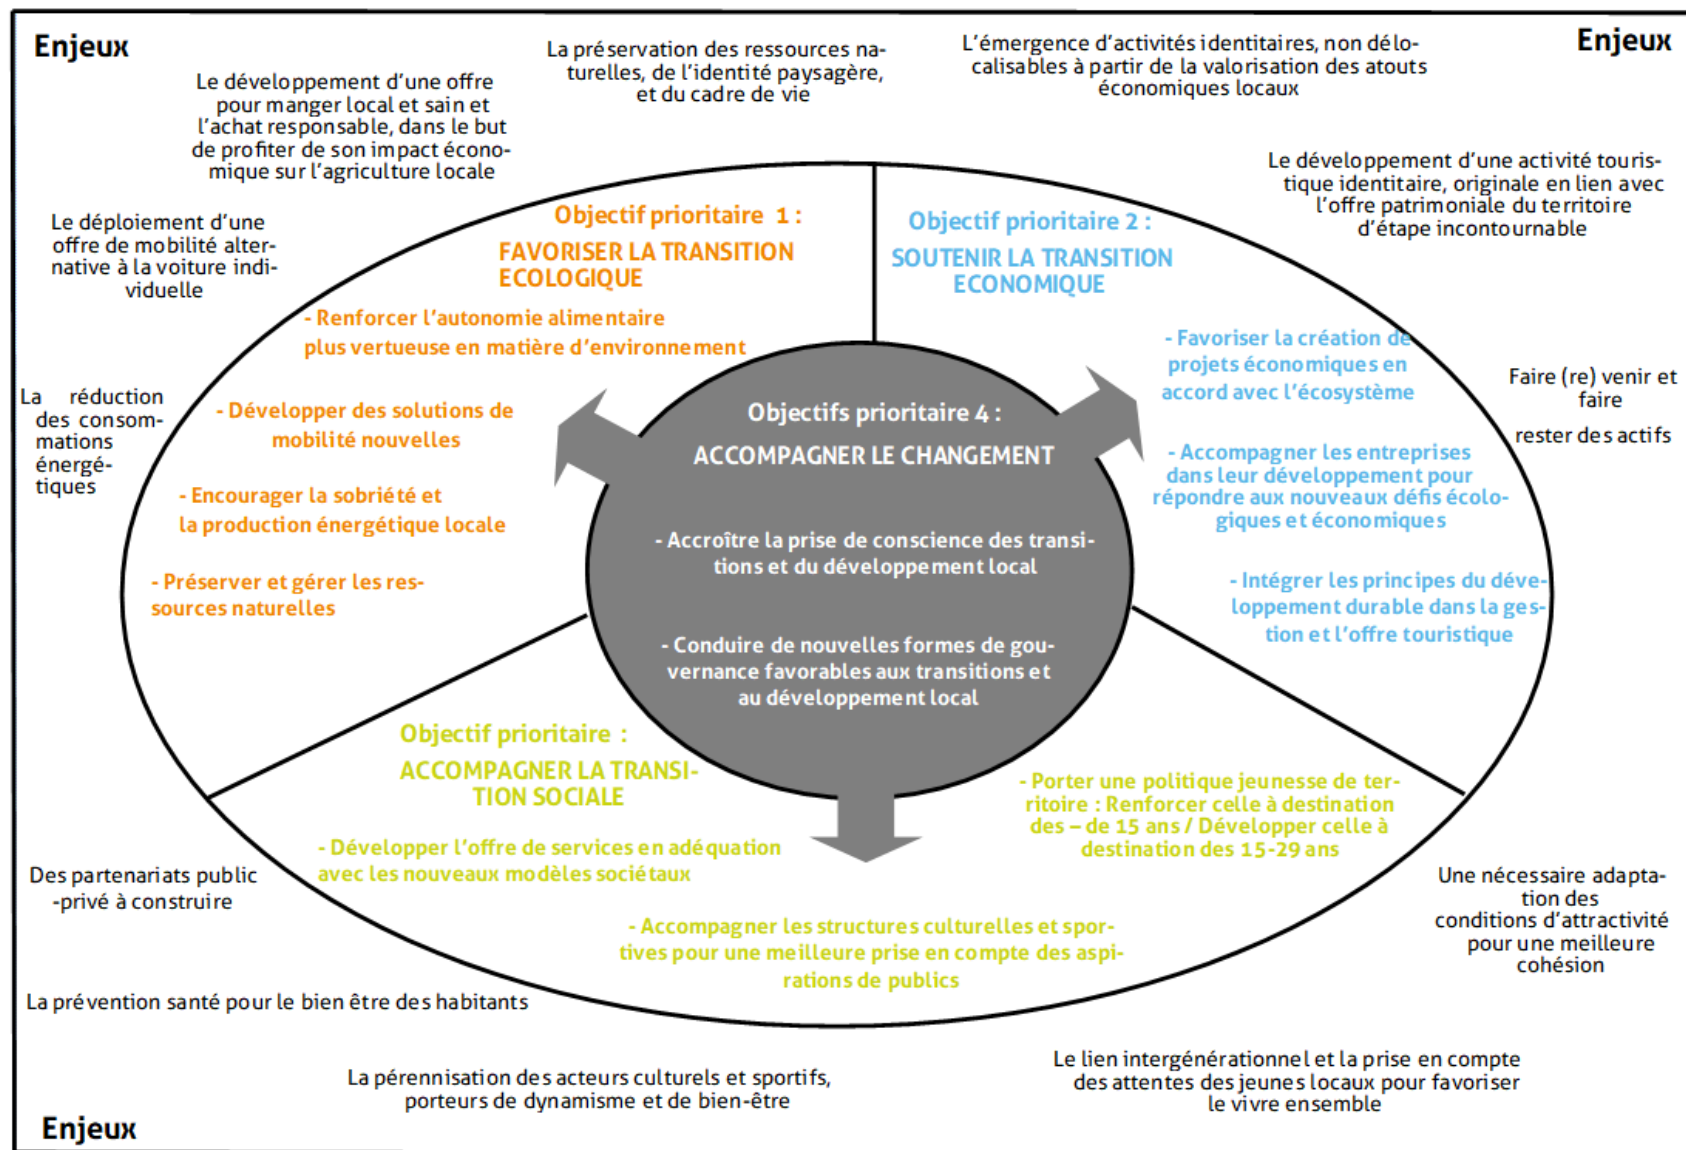 Enjeux
Enjeux
La préservation des ressources na-
turelles, de l'identité paysagère,
et du cadre de vie
L'émergence d'activités identitaires, non délo-
calisables à partir de la valorisation des atouts
économiques locaux
Le développement d'une offre
pour manger local et sain et
l'achat responsable, dans le but
de profiter de son impact écono-
mique sur l'agriculture locale
Le développement d'une activité touris-
tique identitaire, originale en lien avec
l'offre patrimoniale du territoire
d'étape incontournable
Le déploiement d'une
offre de mobilité alter-
native à la voiture indi-
viduelle
La réduction
des consom-
mations
énergé-
tiques
Faire (re) venir et
faire
rester des actifs
Objectif prioritaire 1 :
FAVORISER LA TRANSITION
ECOLOGIQUE
- Renforcer l'autonomie alimentaire
plus vertueuse en matière d'environnement
- Développer des solutions de
mobilité nouvelles
- Encourager la sobriété et
la production énergétique locale
- Préserver et gérer les res-
sources naturelles
Objectif prioritaire 2 :
SOUTENIR LA TRANSITION
ECONOMIQUE
- Favoriser la création de
projets économiques en
accord avec l'écosystème
- Accompagner les entreprises
dans leur développement pour
répondre aux nouveaux défis écolo-
giques et économiques
- Intégrer les principes du déve-
loppement durable dans la ges-
tion et l'offre touristique
Objectifs prioritaire 4 :
ACCOMPAGNER LE CHANGEMENT
- Accroître la prise de conscience des transi-
tions et du développement local
- Conduire de nouvelles formes de gou-
vernance favorables aux transitions et
au développement local
Objectif prioritaire :
ACCOMPAGNER LA TRANSI-
TION SOCIALE
- Développer l'offre de services en adéquation
avec les nouveaux modèles sociétaux
- Accompagner les structures culturelles et spor-
tives pour une meilleure prise en compte des aspi-
rations de publics
- Porter une politique jeunesse de ter-
ritoire : Renforcer celle à destination
des – de 15 ans / Développer celle à
destination des 15-29 ans
Des partenariats public
-privé à construire
Une nécessaire adapta-
tion des
conditions d'attractivité
pour une meilleure
cohésion
La prévention santé pour le bien être des habitants
La pérennisation des acteurs culturels et sportifs,
porteurs de dynamisme et de bien-être
Le lien intergénérationnel et la prise en compte
des attentes des jeunes locaux pour favoriser
le vivre ensemble
Enjeux